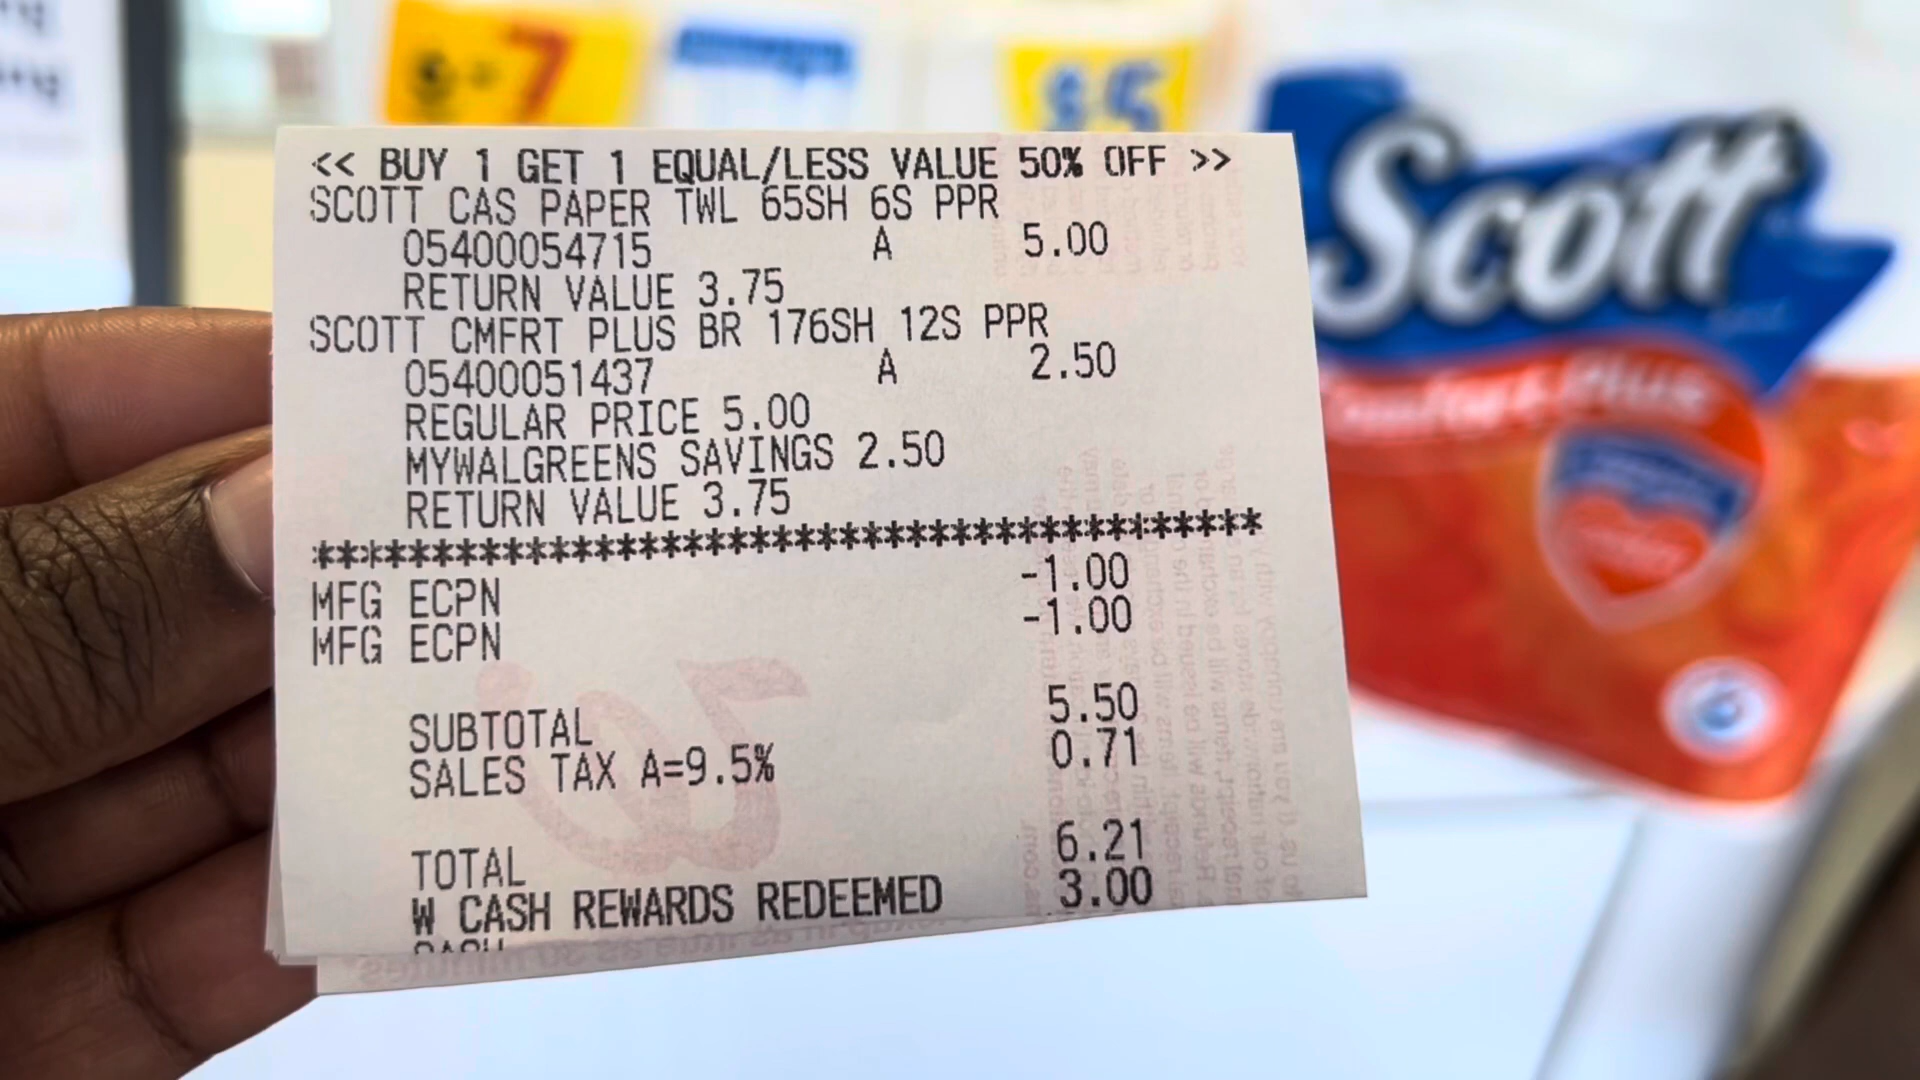 << BUY 1 GET 1 EQUAL/LESS VALUE 50% OFF >>
SCOTT CAS PAPER TWL 65SH 6S PPR
05400054715 A 5.00
RETURN VALUE 3.75
SCOTT CMFRT PLUS BR 176SH 12S PPR
05400051437 A 2.50
REGULAR PRICE 5.00
MYWALGREENS SAVINGS 2.50
RETURN VALUE 3.75
***************************************
MFG ECPN -1.00
MFG ECPN -1.00
SUBTOTAL 5.50
SALES TAX A=9.5% 0.71
TOTAL 6.21
W CASH REWARDS REDEEMED 3.00
CASH
Scott
Comfort Plus